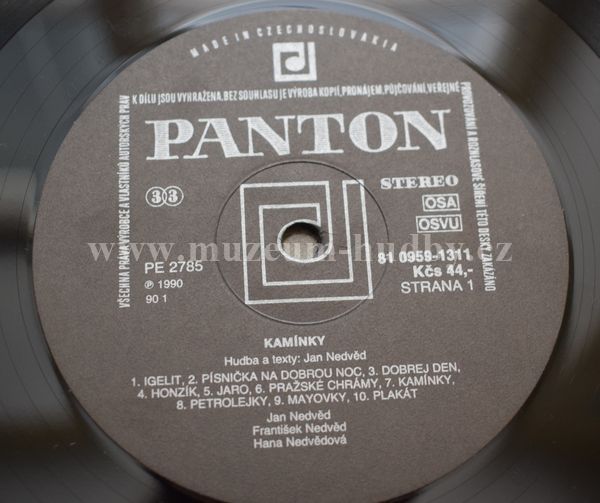 MADE IN CZECHOSLOVAKIA
VŠECHNA PRÁVA VÝROBCE A VLASTNÍKŮ AUTORSKÝCH PRÁV
K DÍLU JSOU VYHRAŽENA, BEZ SOUHLASU JE VÝROBA KOPIÍ, PRONÁJEM, PŮJČOVÁNÍ, VEŘEJNÉ
PROVOZOVÁNÍ A ROZHLASOVÉ ŠÍŘENÍ TÉTO DESKY ZAKÁZÁNO
PANTON
33
STEREO
OSA
OSVU
www.muzeum-hudby.cz
PE 2785
℗ 1990
90 1
81 0959-1311
Kčs 44,-
STRANA 1
KAMÍNKY
Hudba a texty: Jan Nedvěd
1. IGELIT, 2. PÍSNIČKA NA DOBROU NOC, 3. DOBREJ DEN,
4. HONZÍK, 5. JARO, 6. PRAŽSKÉ CHRÁMY, 7. KAMÍNKY,
8. PETROLEJKY, 9. MAYOVKY, 10. PLAKÁT
Jan Nedvěd
František Nedvěd
Hana Nedvědová